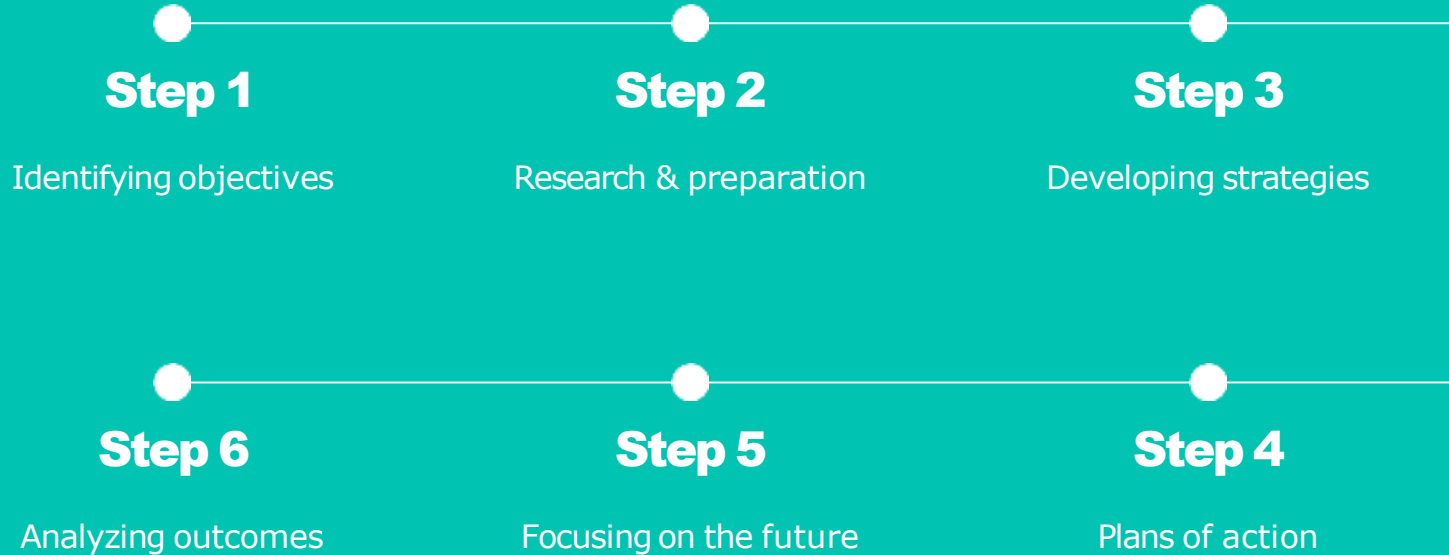 Step 1
Step 2
Step 3
Identifying objectives
Research & preparation
Developing strategies
Step 6
Step 5
Step 4
Analyzing outcomes
Focusing on the future
Plans of action